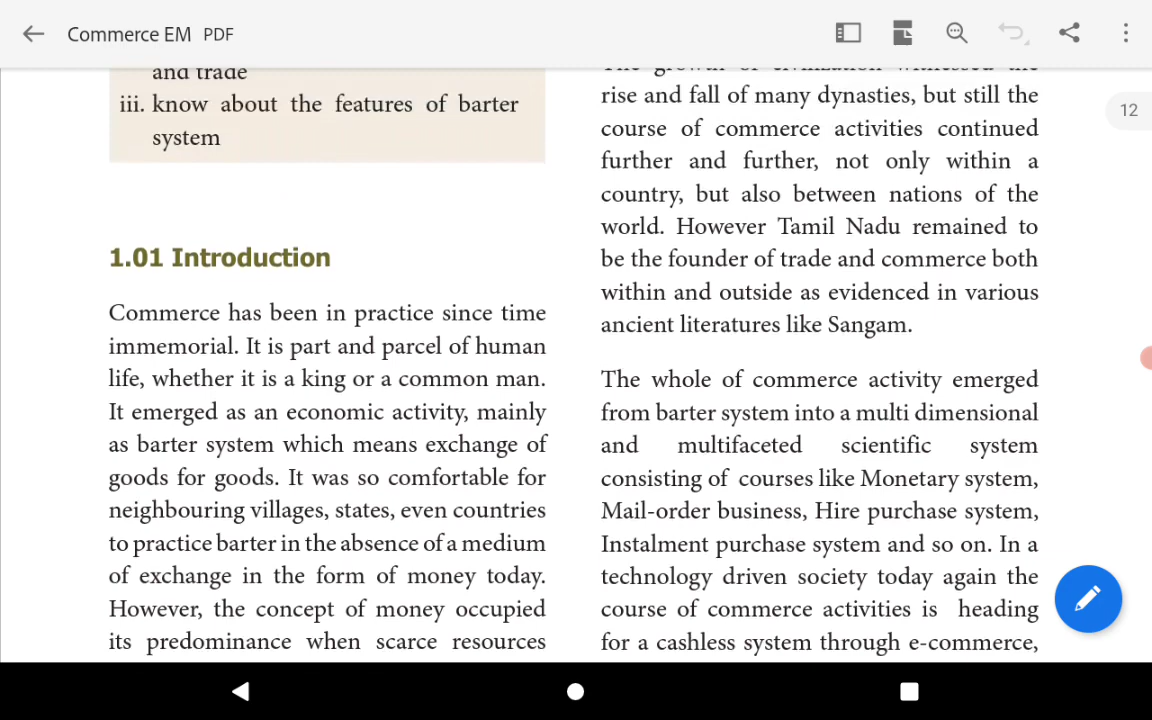 Commerce EM PDF
12
and trade
iii. know about the features of barter
system
1.01 Introduction
Commerce has been in practice since time
immemorial. It is part and parcel of human
life, whether it is a king or a common man.
It emerged as an economic activity, mainly
as barter system which means exchange of
goods for goods. It was so comfortable for
neighbouring villages, states, even countries
to practice barter in the absence of a medium
of exchange in the form of money today.
However, the concept of money occupied
its predominance when scarce resources
The growth of civilization witnessed the
rise and fall of many dynasties, but still the
course of commerce activities continued
further and further, not only within a
country, but also between nations of the
world. However Tamil Nadu remained to
be the founder of trade and commerce both
within and outside as evidenced in various
ancient literatures like Sangam.
The whole of commerce activity emerged
from barter system into a multi dimensional
and multifaceted scientific system
consisting of courses like Monetary system,
Mail-order business, Hire purchase system,
Instalment purchase system and so on. In a
technology driven society today again the
course of commerce activities is heading
for a cashless system through e-commerce,